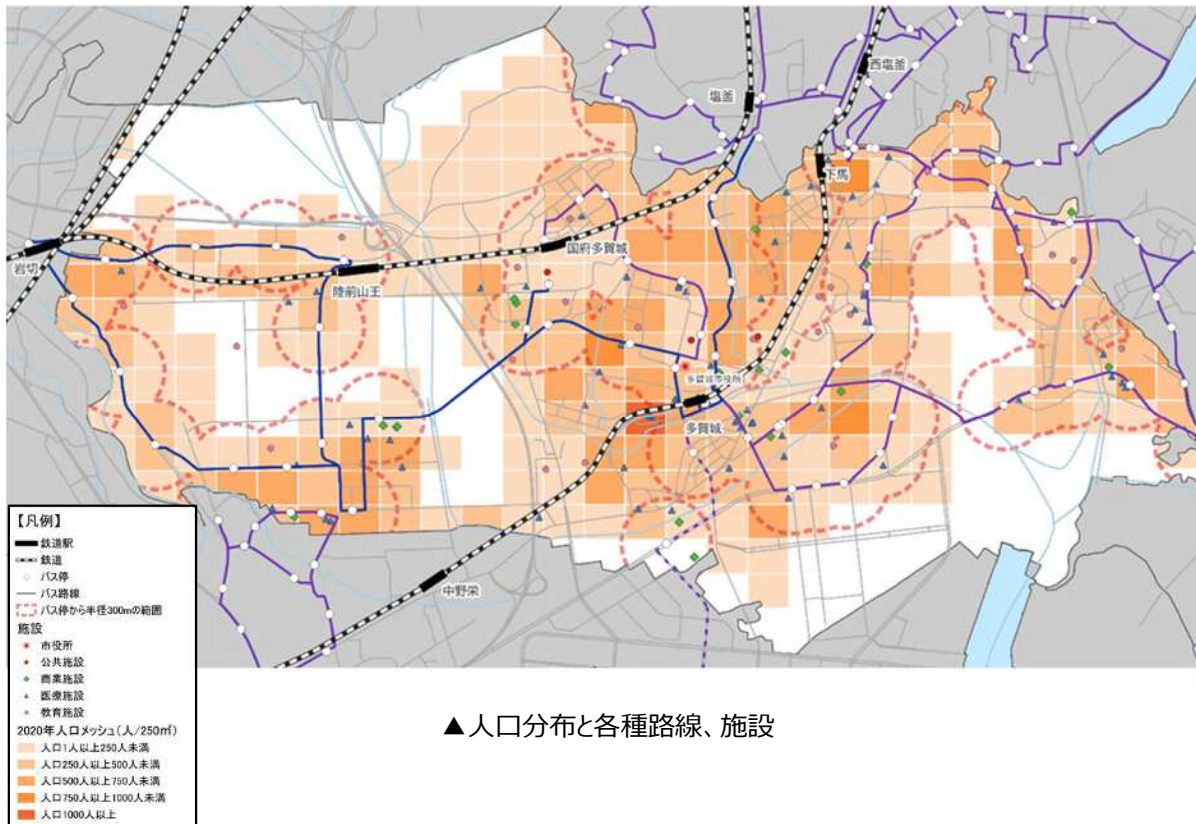 西塩釜
塩釜
下馬
国府多賀城
岩切
陸前山王
多賀城市役所
多賀城
中野栄
【凡例】
鉄道駅
鉄道
バス停
バス路線
バス停から半径300mの範囲
施設
市役所
公共施設
商業施設
医療施設
教育施設
2020年人口メッシュ(人/250㎡)
人口1人以上250人未満
人口250人以上500人未満
人口500人以上750人未満
人口750人以上1000人未満
人口1000人以上
▲人口分布と各種路線、施設